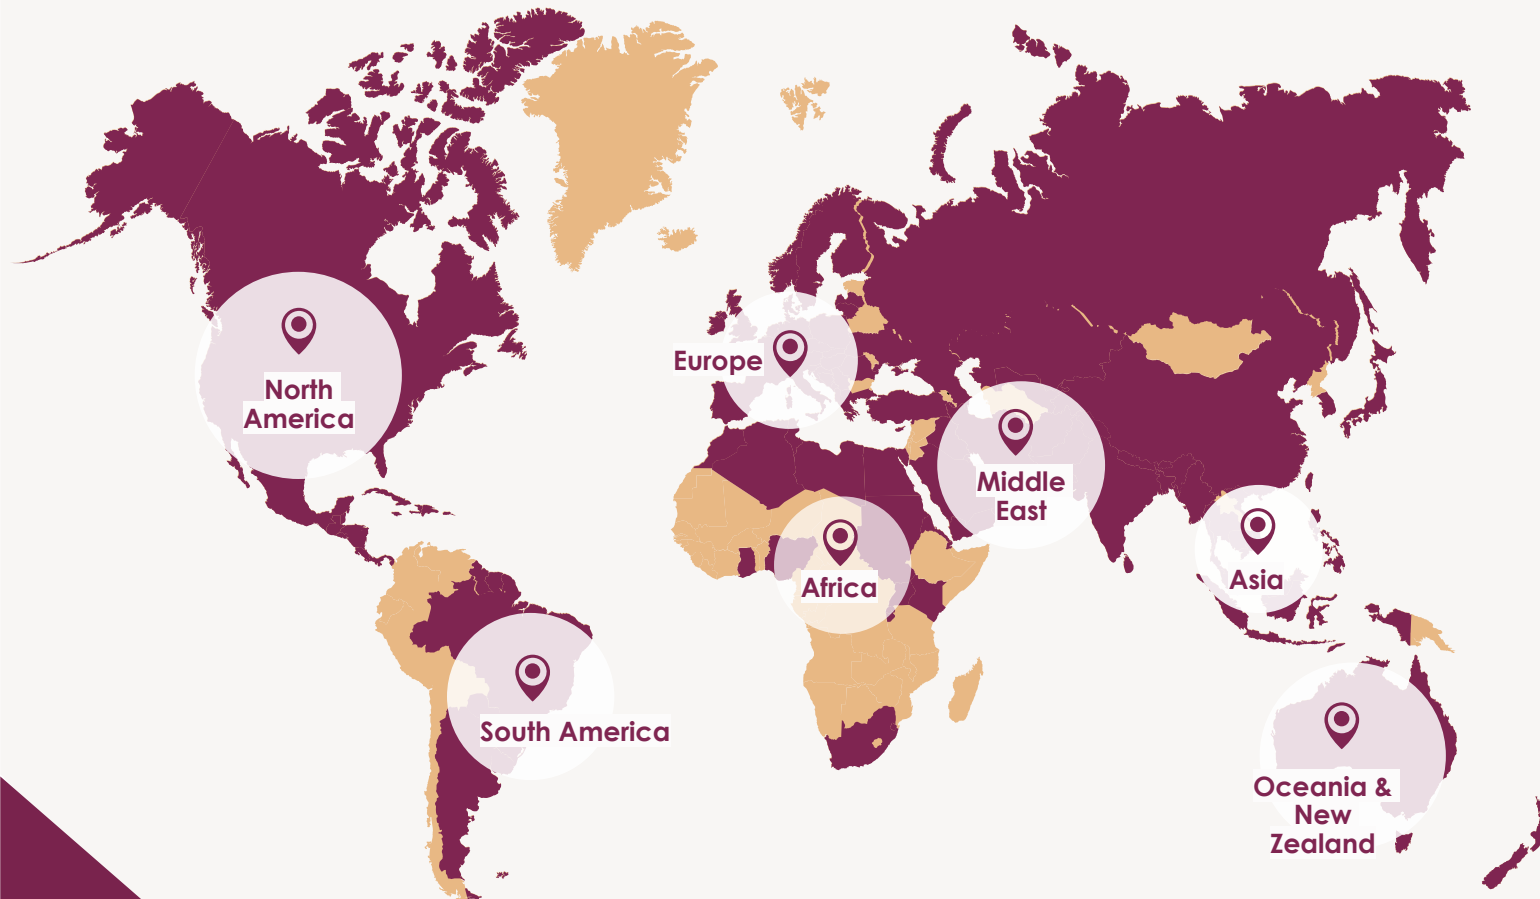 North
America
Europe
Middle
East
Africa
Asia
South America
Oceania &
New
Zealand